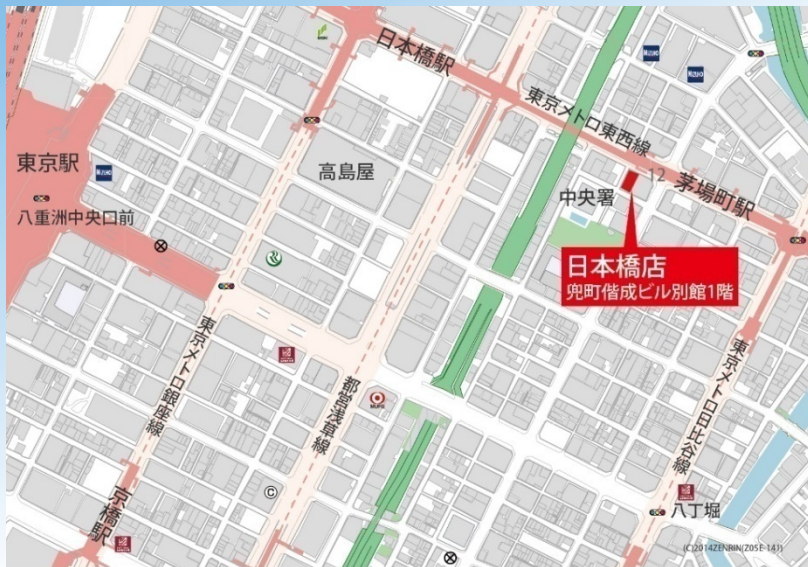 日本橋駅
MIZUHO
MIZUHO
東京メトロ東西線
東京駅
MIZUHO
高島屋
12
茅場町駅
中央署
八重洲中央口前
日本橋店
兜町偕成ビル別館1階
東京メトロ銀座線
都営浅草線
MUFG
東京メトロ日比谷線
京橋駅
C
八丁堀
(C)2014ZENRIN(Z05E-141)